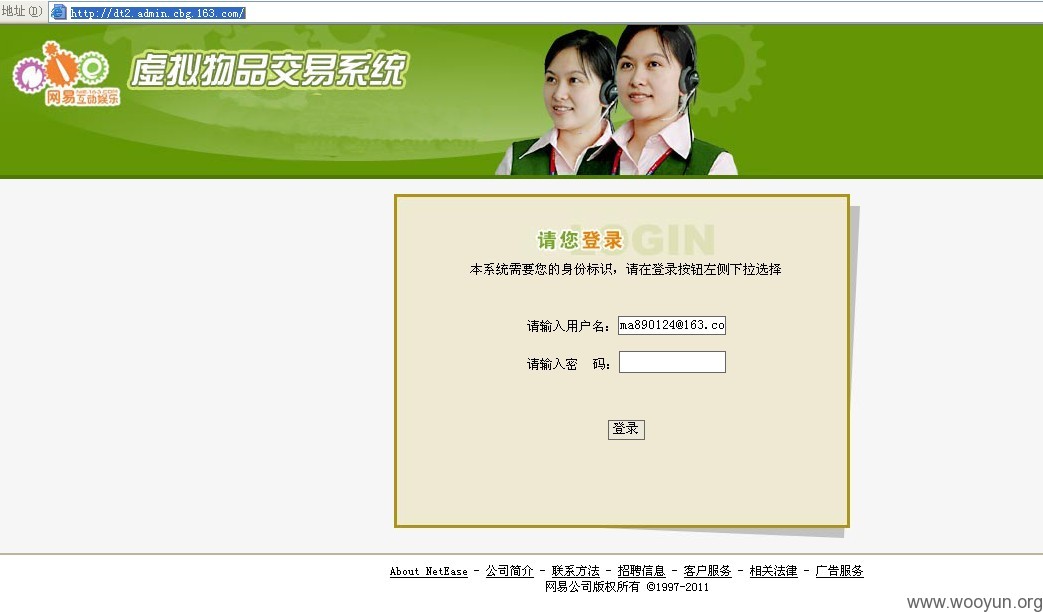 地址(D) http://dt2.admin.cbg.163.com/
网易互动娱乐
虚拟物品交易系统
LOGIN
请您登录
本系统需要您的身份标识，请在登录按钮左侧下拉选择
请输入用户名： ma890124@163.co
请输入密 码：
登录
About NetEase - 公司简介 - 联系方法 - 招聘信息 - 客户服务 - 相关法律 - 广告服务
网易公司版权所有 ©1997-2011
www.wooyun.org